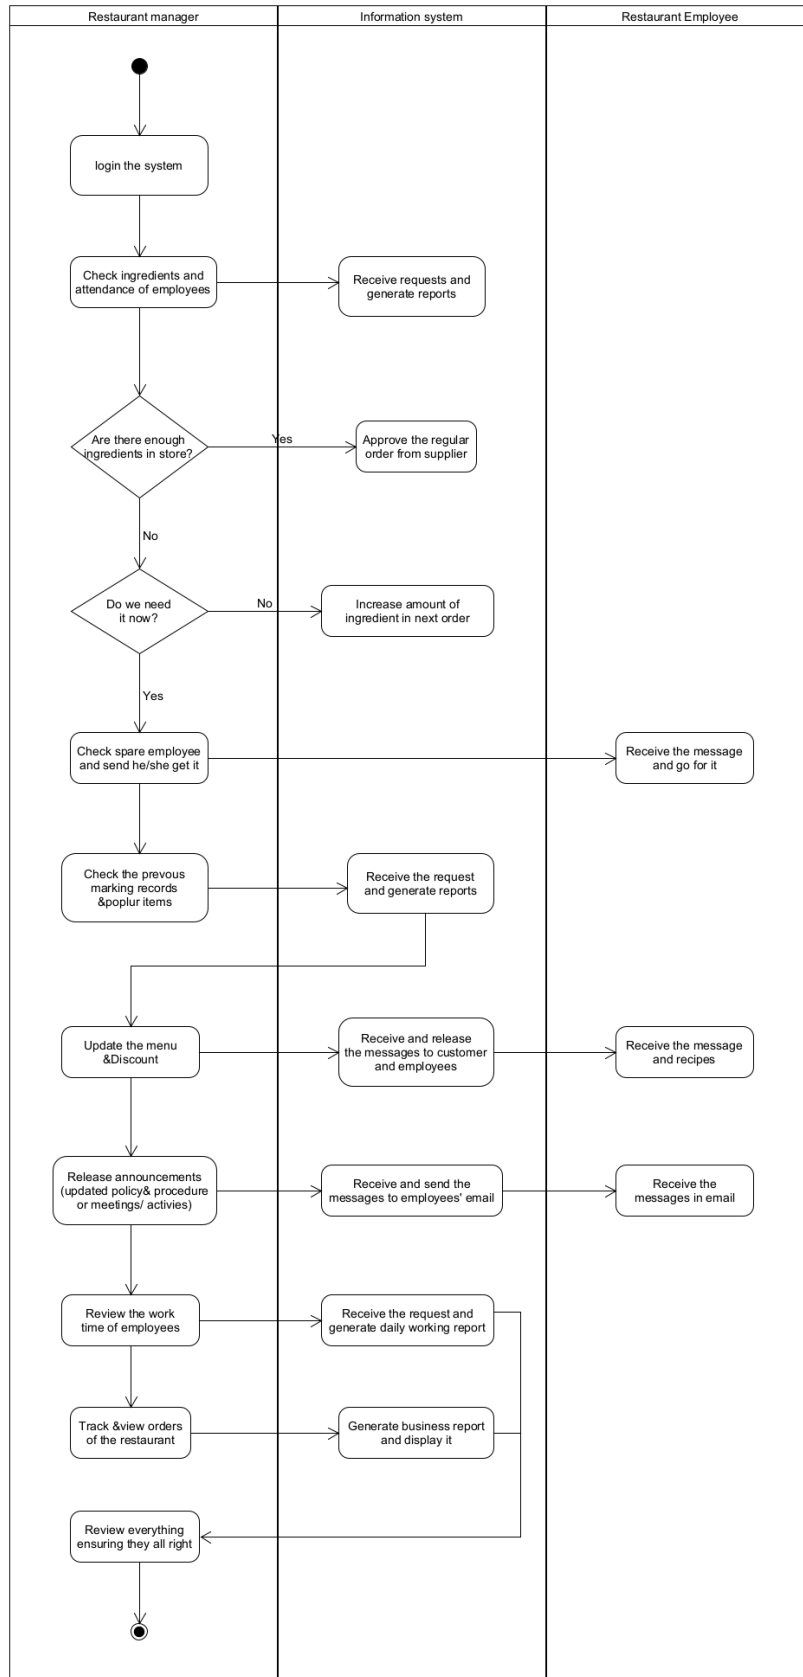 Restaurant manager
Information system
Restaurant Employee
login the system
Check ingredients and
attendance of employees
Receive requests and
generate reports
Are there enough
ingredients in store?
Yes
Approve the regular
order from supplier
No
Do we need
it now?
No
Increase amount of
ingredient in next order
Yes
Check spare employee
and send he/she get it
Receive the message
and go for it
Check the prevous
marking records
&poplur items
Receive the request
and generate reports
Update the menu
&Discount
Receive and release
the messages to customer
and employees
Receive the message
and recipes
Release announcements
(updated policy& procedure
or meetings/ activies)
Receive and send the
messages to employees' email
Receive the
messages in email
Review the work
time of employees
Receive the request and
generate daily working report
Track &view orders
of the restaurant
Generate business report
and display it
Review everything
ensuring they all right